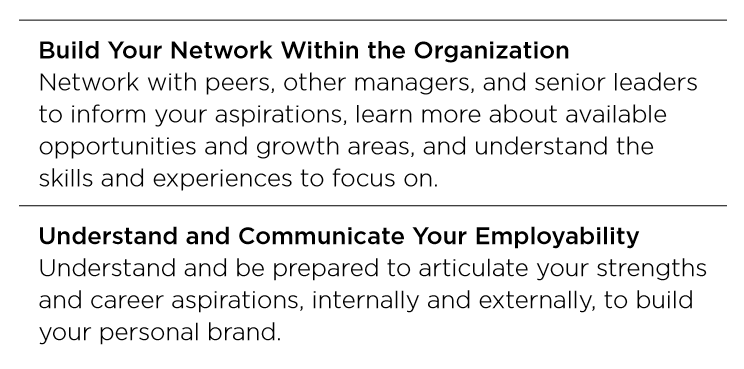 Build Your Network Within the Organization
Network with peers, other managers, and senior leaders
to inform your aspirations, learn more about available
opportunities and growth areas, and understand the
skills and experiences to focus on.
Understand and Communicate Your Employability
Understand and be prepared to articulate your strengths
and career aspirations, internally and externally, to build
your personal brand.